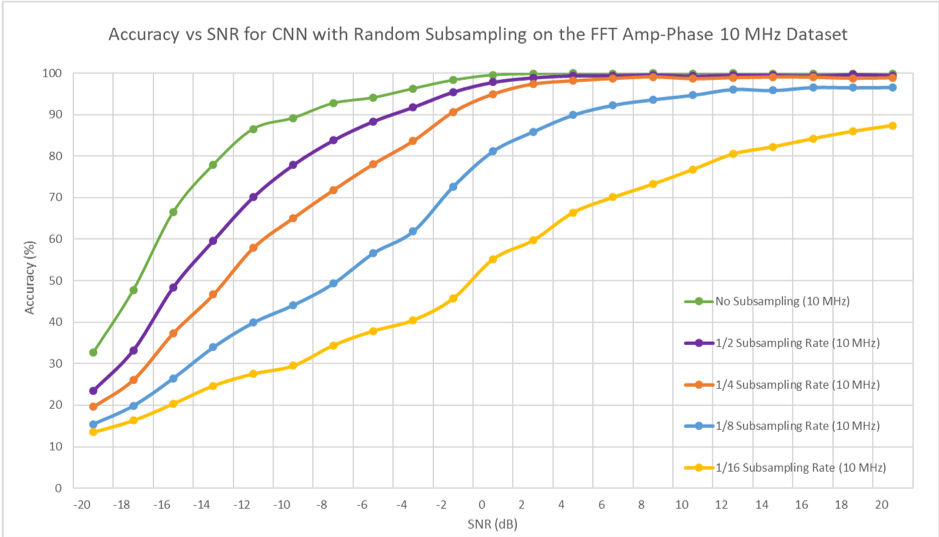 Accuracy vs SNR for CNN with Random Subsampling on the FFT Amp-Phase 10 MHz Dataset
100
90
80
70
60
50
40
30
20
10
0
Accuracy (%)
No Subsampling (10 MHz)
1/2 Subsampling Rate (10 MHz)
1/4 Subsampling Rate (10 MHz)
1/8 Subsampling Rate (10 MHz)
1/16 Subsampling Rate (10 MHz)
-20 -18 -16 -14 -12 -10 -8 -6 -4 -2 0 2 4 6 8 10 12 14 16 18 20
SNR (dB)